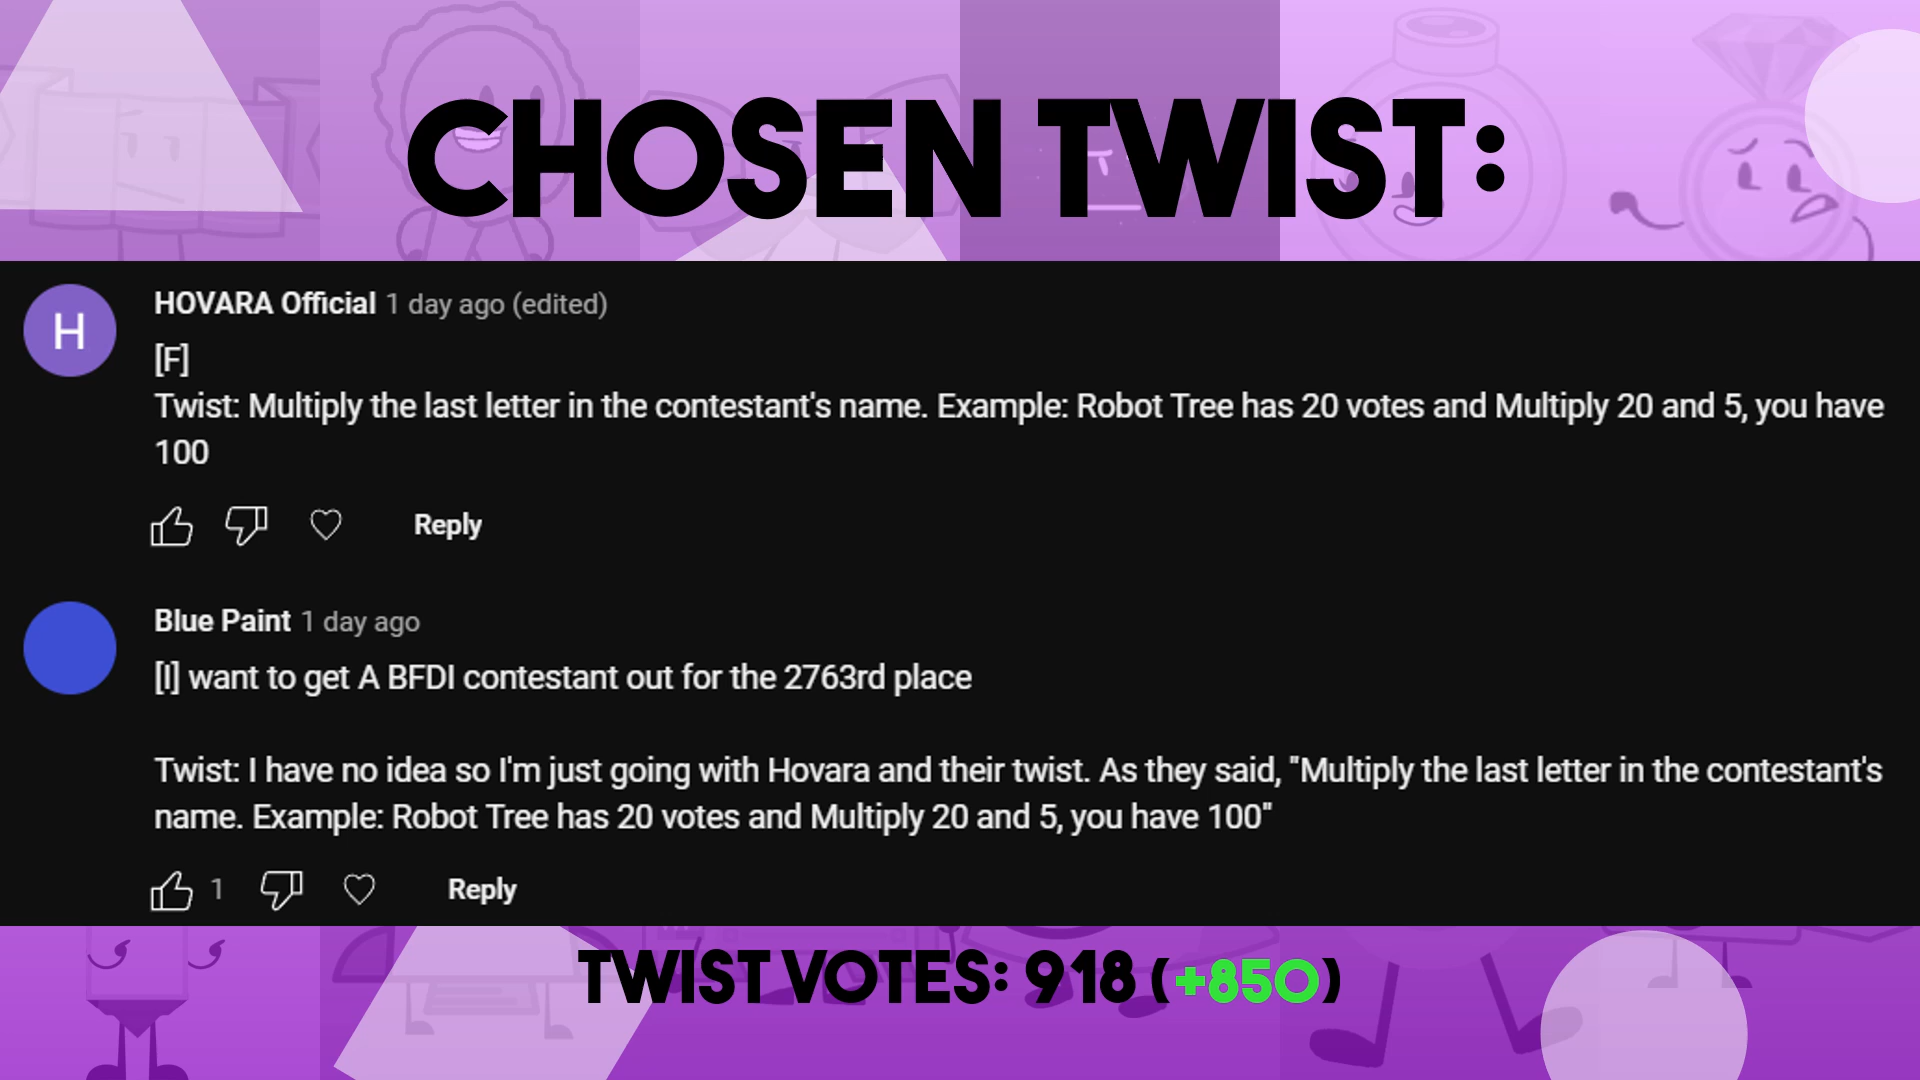 CHOSEN TWIST:
H
HOVARA Official 1 day ago (edited)
[F]
Twist: Multiply the last letter in the contestant's name. Example: Robot Tree has 20 votes and Multiply 20 and 5, you have
100
Reply
Blue Paint 1 day ago
[I] want to get A BFDI contestant out for the 2763rd place
Twist: I have no idea so I'm just going with Hovara and their twist. As they said, "Multiply the last letter in the contestant's
name. Example: Robot Tree has 20 votes and Multiply 20 and 5, you have 100"
1 Reply
TWIST VOTES: 918 (+850)